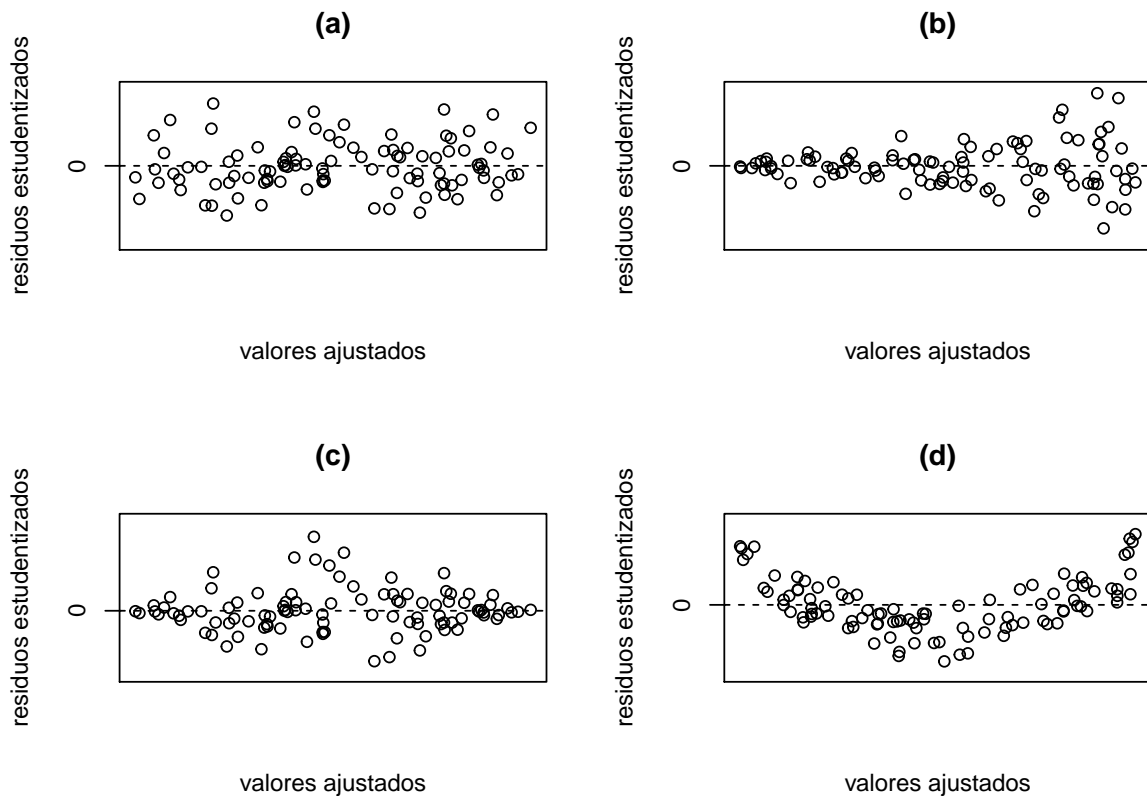 (a)
residuos estudentizados
0
valores ajustados
(b)
residuos estudentizados
0
valores ajustados
(c)
residuos estudentizados
0
valores ajustados
(d)
residuos estudentizados
0
valores ajustados